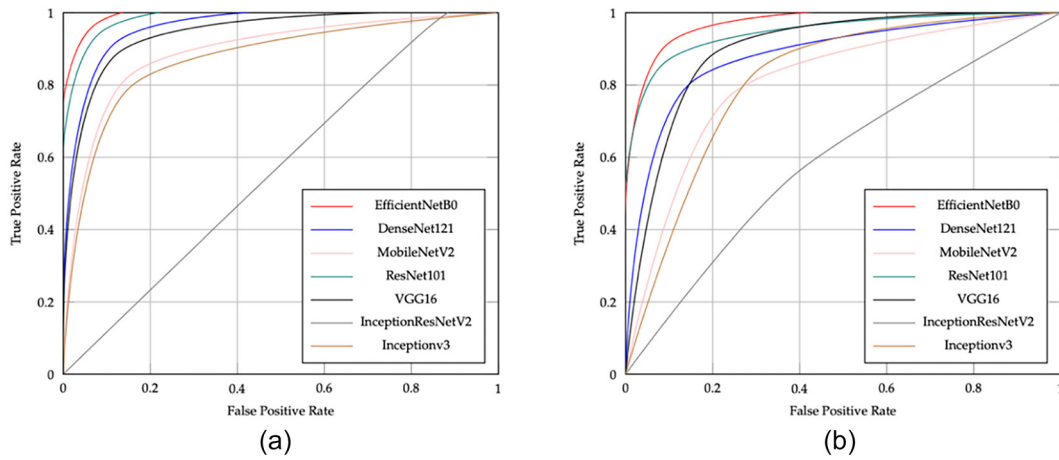 1
0.8
0.6
0.4
0.2
0
True Positive Rate
EfficientNetB0
DenseNet121
MobileNetV2
ResNet101
VGG16
InceptionResNetV2
Inceptionv3
0
0.2
0.4
0.6
0.8
1
False Positive Rate
(a)
1
0.8
0.6
0.4
0.2
0
True Positive Rate
EfficientNetB0
DenseNet121
MobileNetV2
ResNet101
VGG16
InceptionResNetV2
Inceptionv3
0
0.2
0.4
0.6
0.8
1
False Positive Rate
(b)